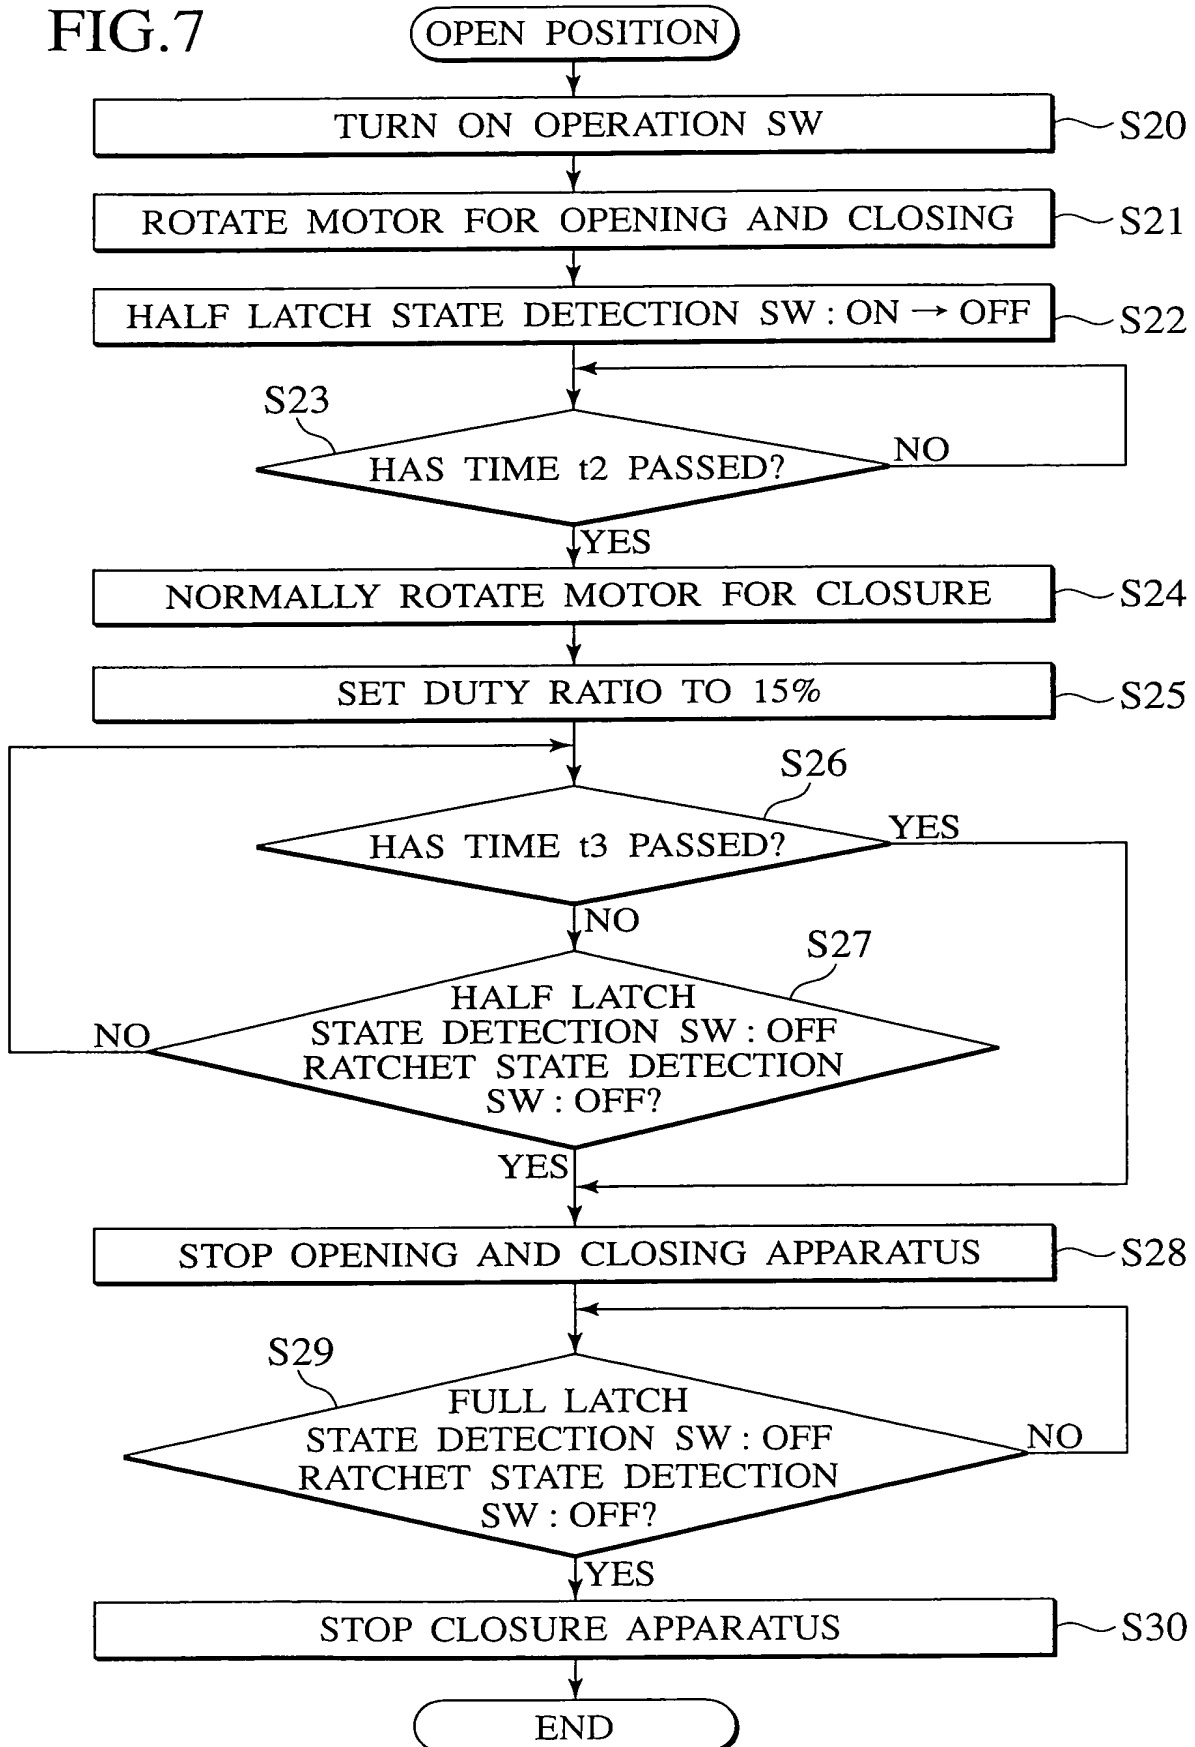 FIG.7
OPEN POSITION
TURN ON OPERATION SW
S20
ROTATE MOTOR FOR OPENING AND CLOSING
S21
HALF LATCH STATE DETECTION SW : ON → OFF
S22
S23
HAS TIME t2 PASSED?
NO
YES
NORMALLY ROTATE MOTOR FOR CLOSURE
S24
SET DUTY RATIO TO 15%
S25
S26
HAS TIME t3 PASSED?
YES
NO
S27
HALF LATCH
STATE DETECTION SW : OFF
RATCHET STATE DETECTION
SW : OFF?
NO
YES
STOP OPENING AND CLOSING APPARATUS
S28
S29
FULL LATCH
STATE DETECTION SW : OFF
RATCHET STATE DETECTION
SW : OFF?
NO
YES
STOP CLOSURE APPARATUS
S30
END